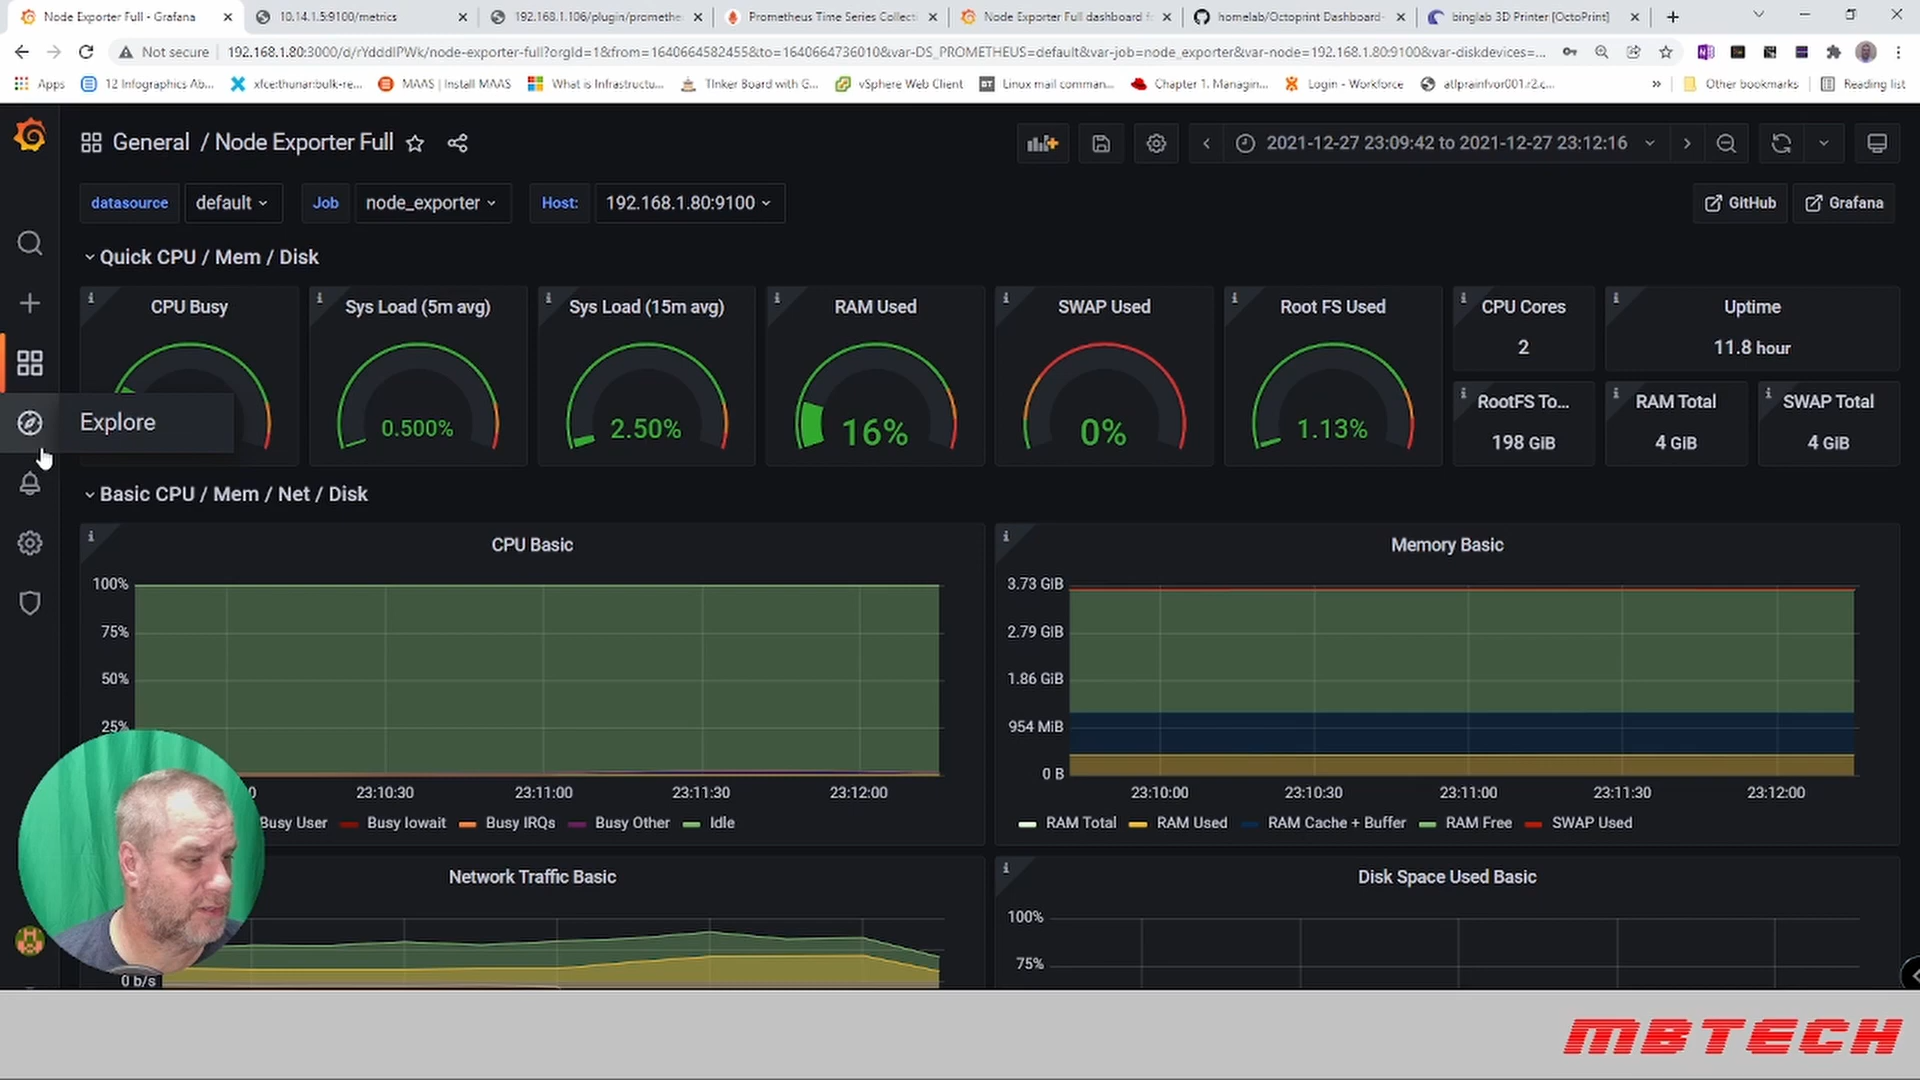 Node Exporter Full - Grafana
10.14.1.5:9100/metrics
192.168.1.106/plugin/promethe
Prometheus Time Series Collecti
Node Exporter Full dashboard f
homelab/Octoprint Dashboard-
binglab 3D Printer [OctoPrint]
Not secure
192.168.1.80:3000/d/rYdddlPWk/node-exporter-full?orgId=1&from=1640664582455&to=1640664736010&var-DS_PROMETHEUS=default&var-job=node_exporter&var-node=192.168.1.80:9100&var-diskdevices=...
Apps
12 Infographics Ab...
xfce:thunar:bulk-re...
MAAS | Install MAAS
What is Infrastructu...
Tinker Board with G...
vSphere Web Client
Linux mail comman...
Chapter 1. Managin...
Login - Workforce
atlprainfvor001.r2.c...
»
Other bookmarks
Reading list
General / Node Exporter Full
2021-12-27 23:09:42 to 2021-12-27 23:12:16
datasource
default
Job
node_exporter
Host:
192.168.1.80:9100
GitHub
Grafana
Quick CPU / Mem / Disk
CPU Busy
Sys Load (5m avg)
0.500%
Sys Load (15m avg)
2.50%
RAM Used
16%
SWAP Used
0%
Root FS Used
1.13%
CPU Cores
2
Uptime
11.8 hour
RootFS To...
198 GiB
RAM Total
4 GiB
SWAP Total
4 GiB
Explore
Basic CPU / Mem / Net / Disk
CPU Basic
100%
75%
50%
25%
0
23:10:30
23:11:00
23:11:30
23:12:00
Busy User
Busy Iowait
Busy IRQs
Busy Other
Idle
Memory Basic
3.73 GiB
2.79 GiB
1.86 GiB
954 MiB
0 B
23:10:00
23:10:30
23:11:00
23:11:30
23:12:00
RAM Total
RAM Used
RAM Cache + Buffer
RAM Free
SWAP Used
Network Traffic Basic
0 b/s
Disk Space Used Basic
100%
75%
MBTECH